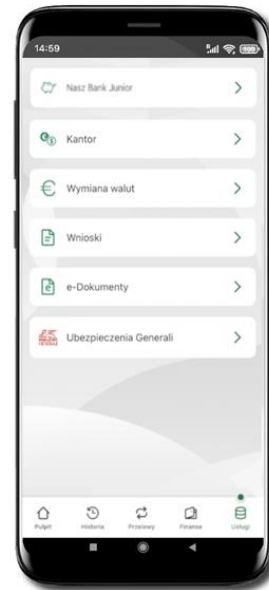 14:59
Nasz Bank Junior
Kantor
Wymiana walut
Wnioski
e-Dokumenty
Ubezpieczenia Generali
Pulpit Historia Przelewy Finanse Usługi